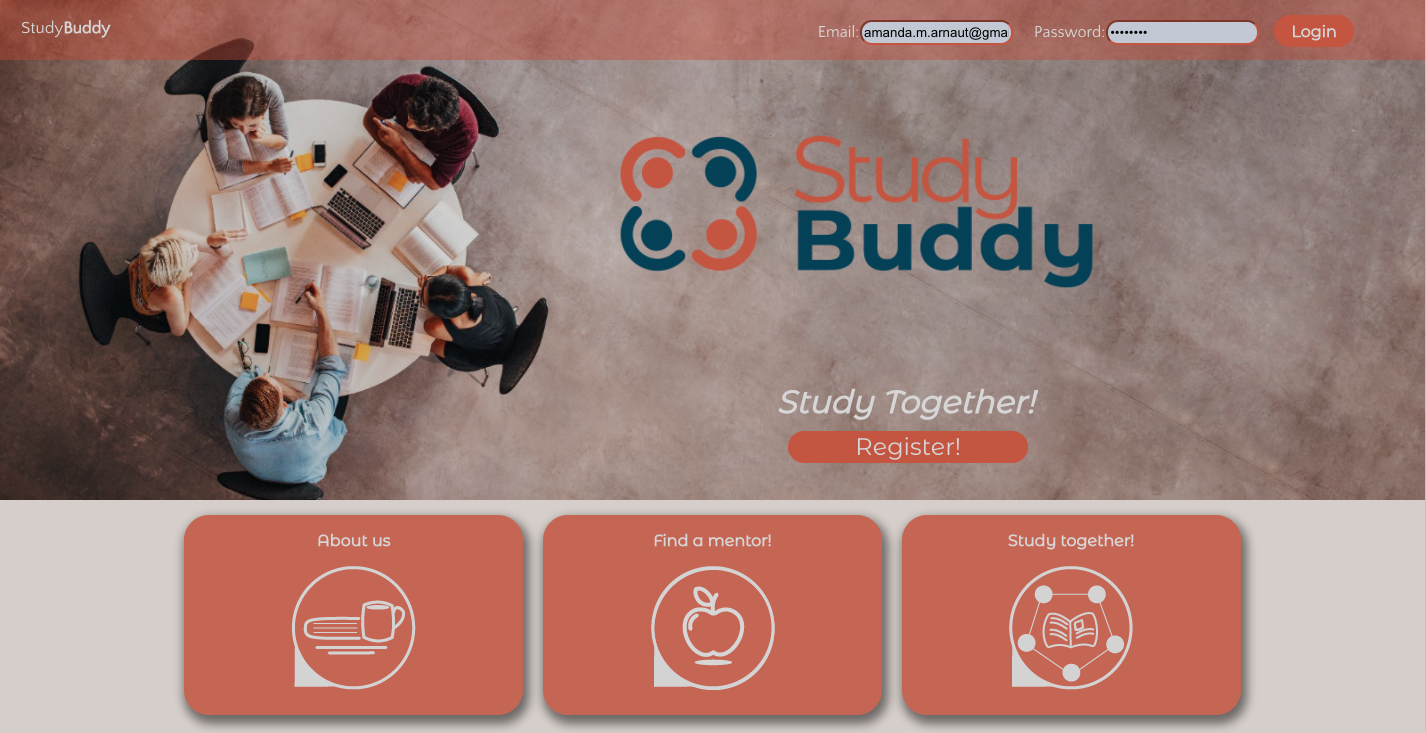 StudyBuddy
Email: amanda.m.arnaut@gma
Password: ••••••••
Login
Study
Buddy
Study Together!
Register!
About us
Find a mentor!
Study together!